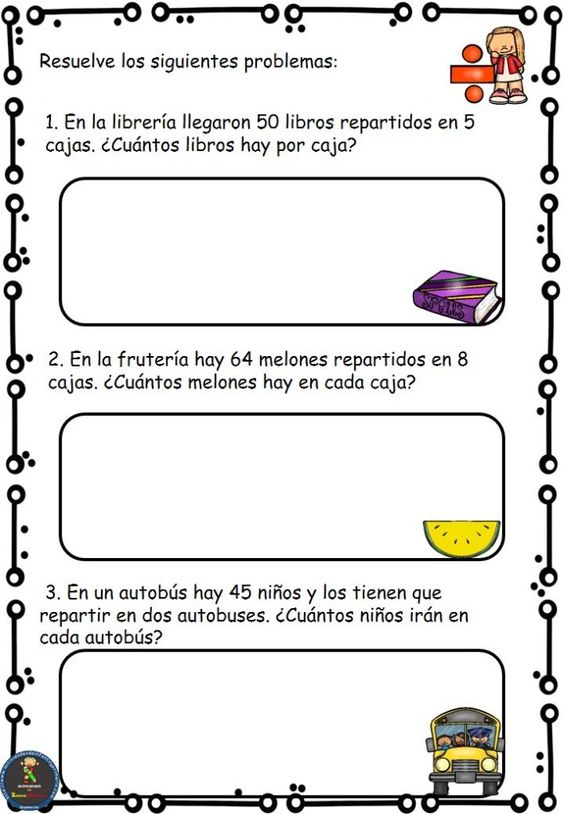 Resuelve los siguientes problemas:
1. En la librería llegaron 50 libros repartidos en 5
cajas. ¿Cuántos libros hay por caja?
SPELLS
2. En la frutería hay 64 melones repartidos en 8
cajas. ¿Cuántos melones hay en cada caja?
3. En un autobús hay 45 niños y los tienen que
repartir en dos autobuses. ¿Cuántos niños irán en
cada autobús?